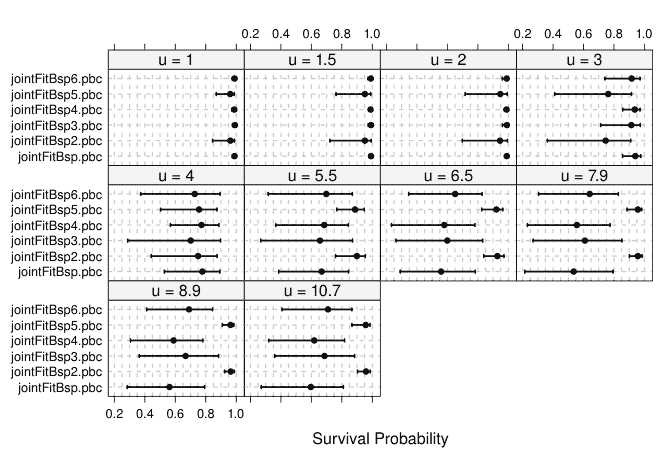 0.2 0.4 0.6 0.8 1.0 0.2 0.4 0.6 0.8 1.0
u = 1 u = 1.5 u = 2 u = 3
jointFitBsp6.pbc
jointFitBsp5.pbc
jointFitBsp4.pbc
jointFitBsp3.pbc
jointFitBsp2.pbc
jointFitBsp.pbc
u = 4 u = 5.5 u = 6.5 u = 7.9
jointFitBsp6.pbc
jointFitBsp5.pbc
jointFitBsp4.pbc
jointFitBsp3.pbc
jointFitBsp2.pbc
jointFitBsp.pbc
u = 8.9 u = 10.7
jointFitBsp6.pbc
jointFitBsp5.pbc
jointFitBsp4.pbc
jointFitBsp3.pbc
jointFitBsp2.pbc
jointFitBsp.pbc
0.2 0.4 0.6 0.8 1.0 0.2 0.4 0.6 0.8 1.0
Survival Probability